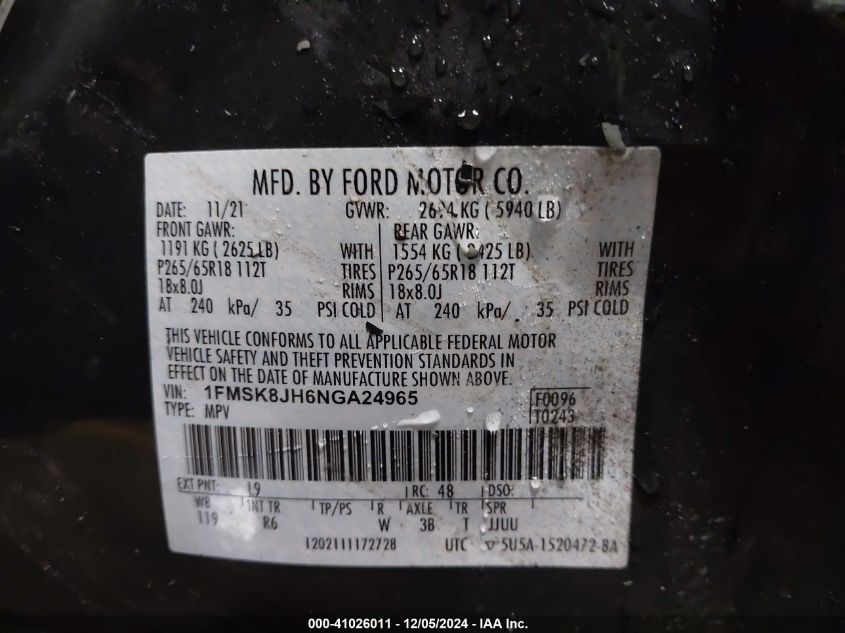 MFD. BY FORD MOTOR CO.
DATE: 11/21 GVWR: KG ( 5940 LB)
FRONT GAWR: REAR GAWR:
1191 KG ( 2625 LB) WITH 1554 KG ( LB) WITH
P265/65R18 112T TIRES P265/65R18 112T TIRES
18x8.0J RIMS 18x8.0J RIMS
AT 240 kPa/ 35 PSI COLD AT 240 kPa/ 35 PSI COLD
THIS VEHICLE CONFORMS TO ALL APPLICABLE FEDERAL MOTOR
VEHICLE SAFETY AND THEFT PREVENTION STANDARDS IN
EFFECT ON THE DATE OF MANUFACTURE SHOWN ABOVE.
VIN: 1FMSK8JH6NGA24965 F0096
TYPE: MPV T0243
EXT PNT: RC: 48 DSO:
WB INT TR TP/PS R AXLE TR SPR
119 R6 W 3B T JJUU
1202111172728 UTC ▽ 5U5A-1520472-BA
000-41026011 - 12/05/2024 - IAA Inc.